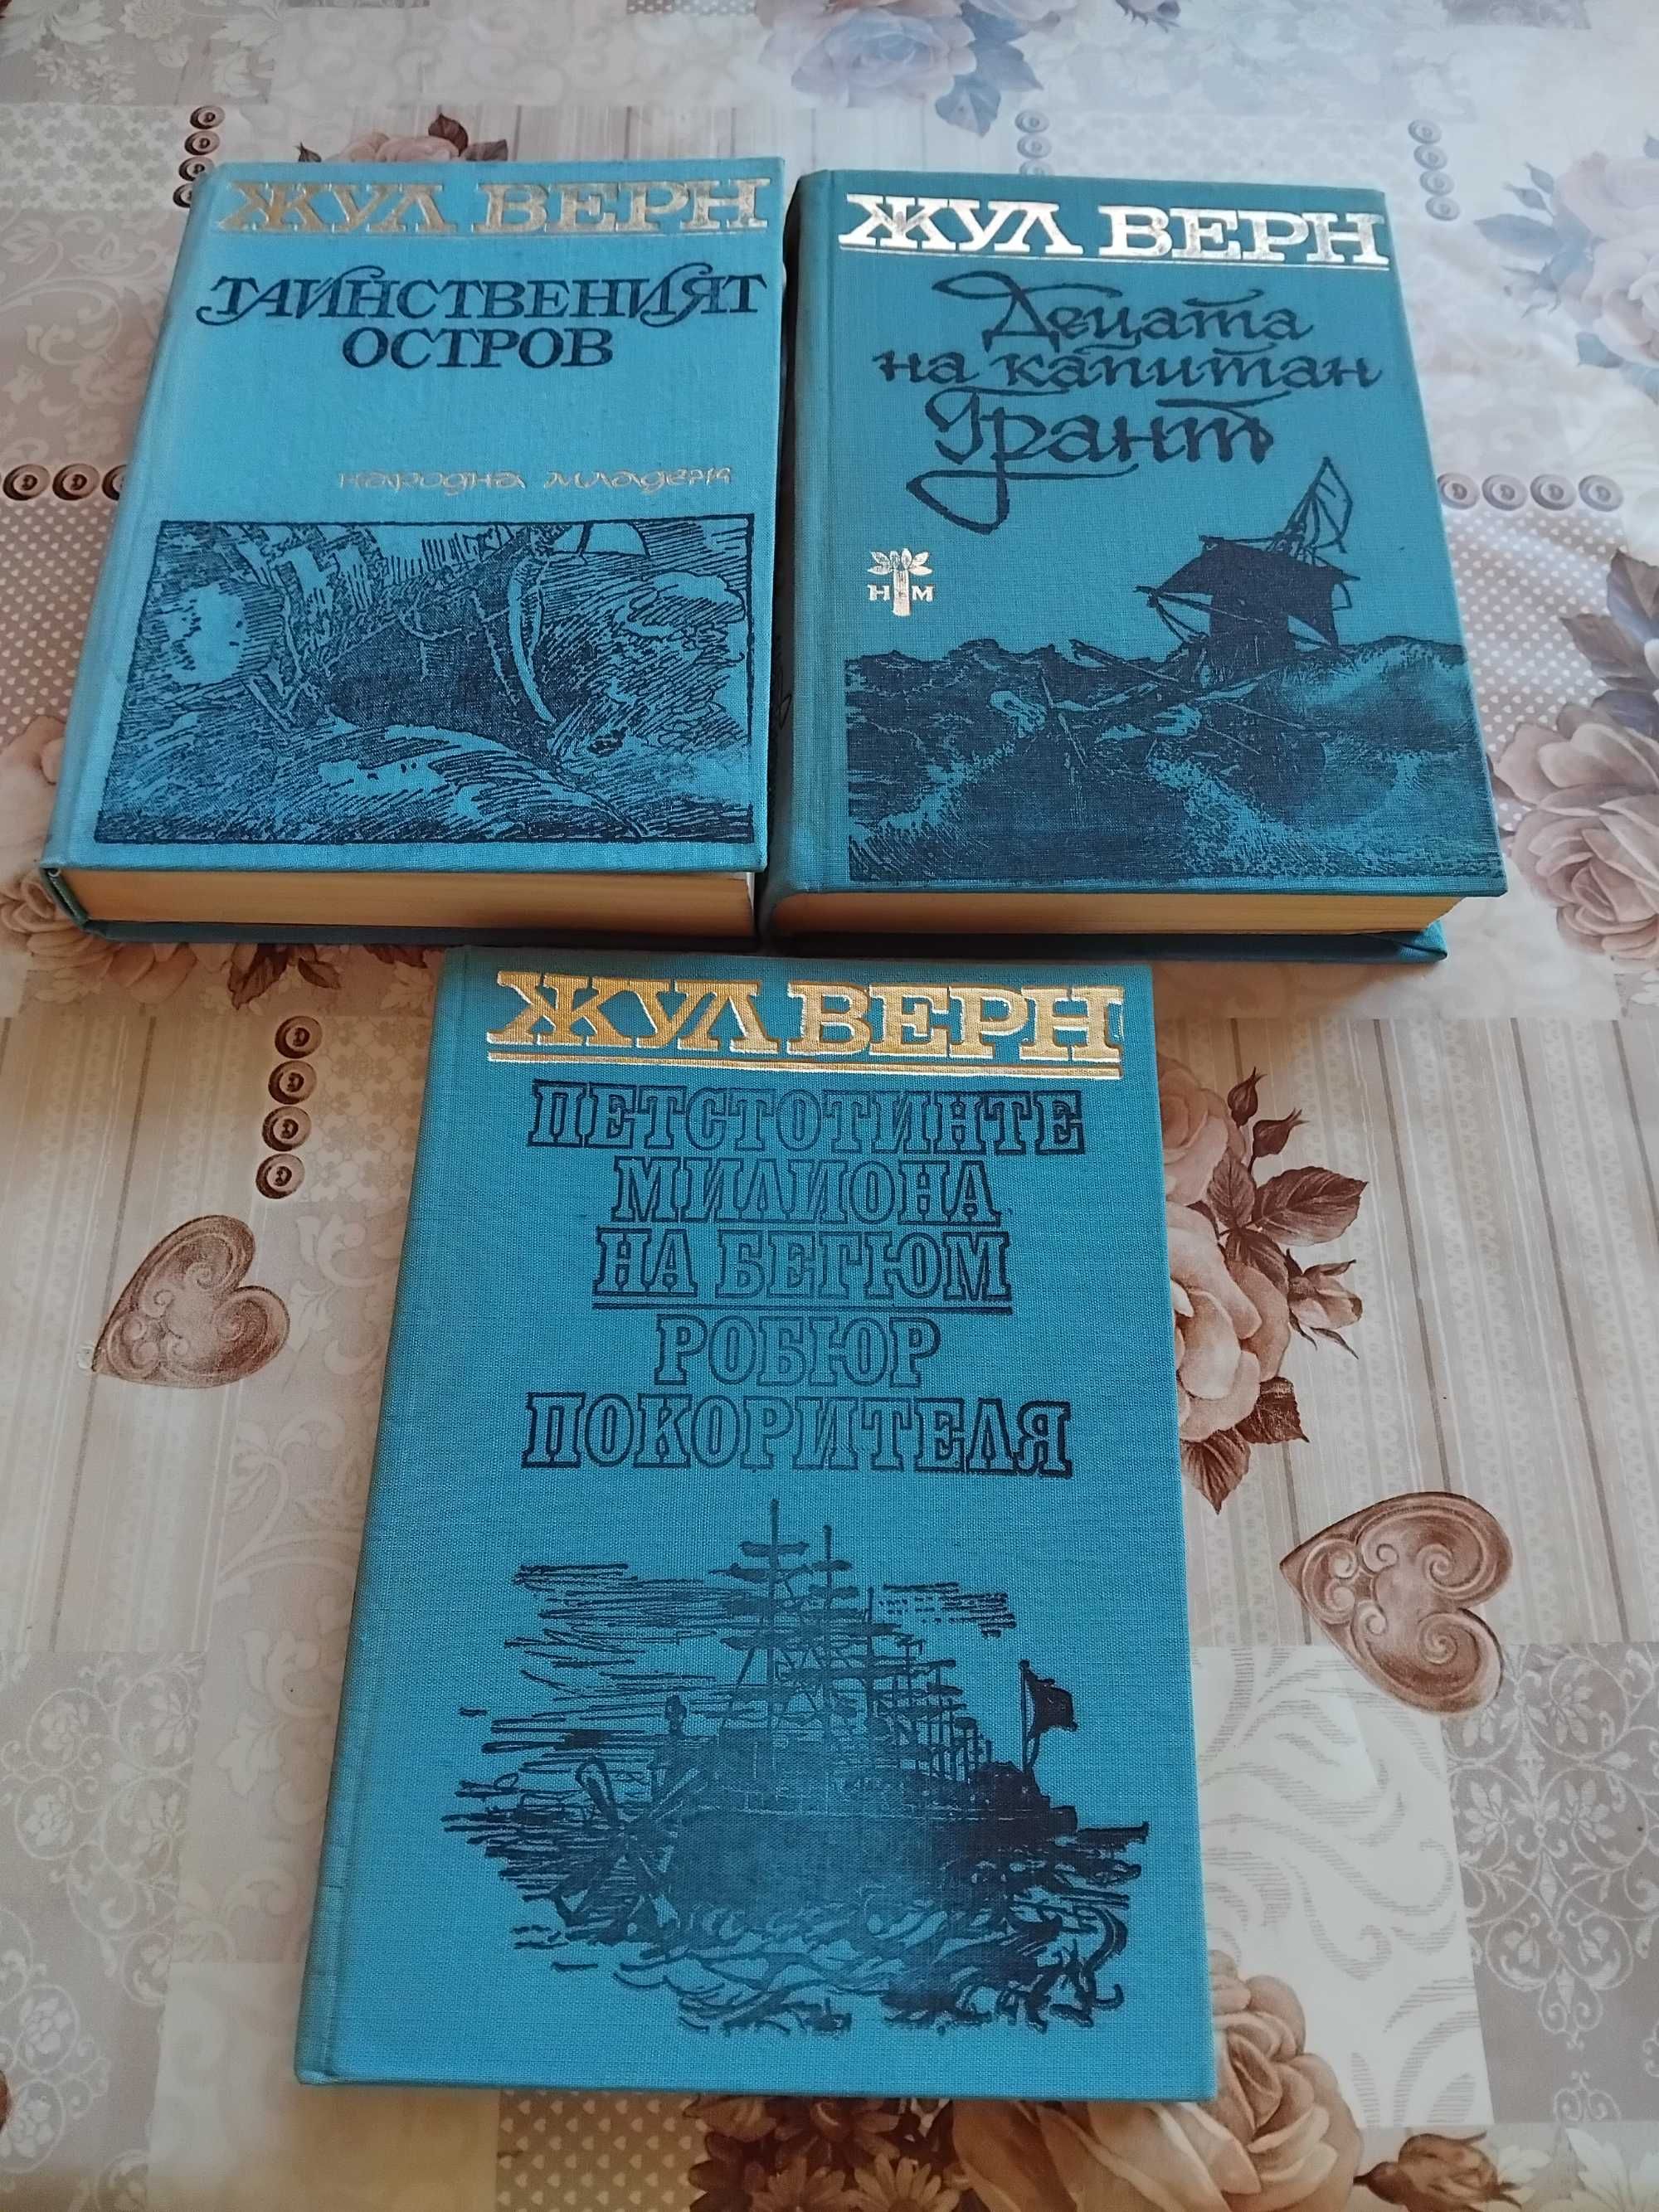 ЖУЛ ВЕРН
ТАИНСТВЕНИЯТ
ОСТРОВ
народна младеж
ЖУЛ ВЕРН
Децата
на капитан
Грант
НМ
ЖУЛ ВЕРН
ПЕТСТОТИНТЕ
МИЛИОНА
НА БЕГЮМ
РОБЮР
ПОКОРИТЕЛЯ